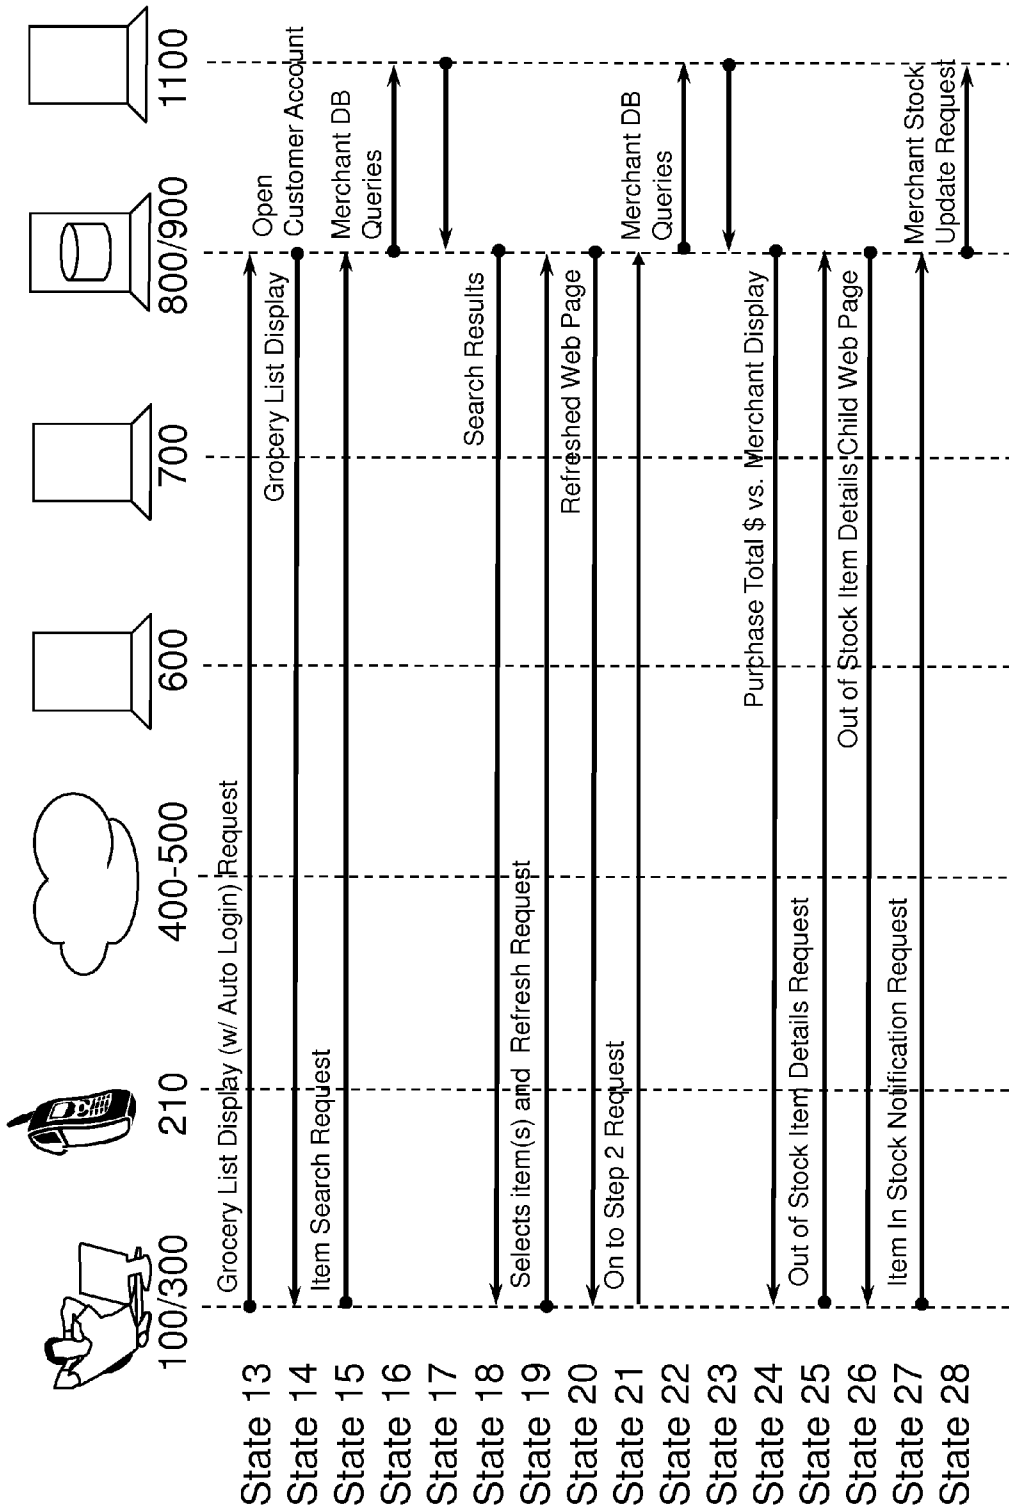 100/300
210
400-500
600
700
800/900
1100
State 13
Grocery List Display (w/ Auto Login) Request
Open
Customer Account
State 14
Grocery List Display
State 15
Item Search Request
Merchant DB
Queries
State 16
State 17
State 18
Search Results
State 19
Selects item(s) and Refresh Request
State 20
Refreshed Web Page
State 21
On to Step 2 Request
Merchant DB
Queries
State 22
State 23
State 24
Purchase Total $ vs. Merchant Display
State 25
Out of Stock Item Details Request
State 26
Out of Stock Item Details Child Web Page
State 27
Item In Stock Notification Request
Merchant Stock
Update Request
State 28